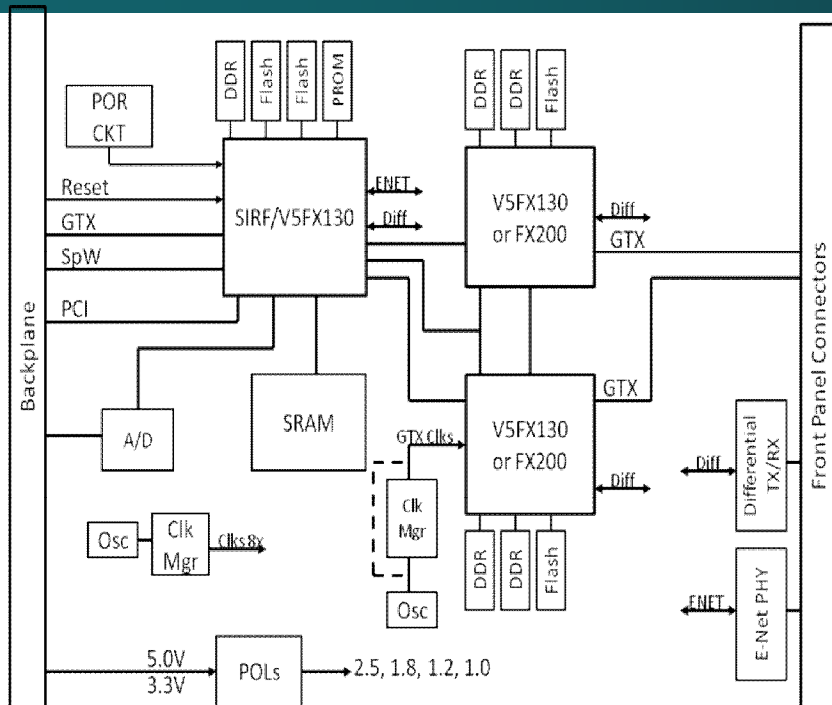 DDR
Flash
Flash
PROM
DDR
DDR
Flash
POR
CKT
Reset
GTX
SpW
PCI
SIRF/V5FX130
ENET
Diff
V5FX130
or FX200
Diff
GTX
Backplane
Front Panel Connectors
A/D
SRAM
GTX Clks
V5FX130
or FX200
GTX
Diff
Diff
Differential
TX/RX
Osc
Clk
Mgr
Clks 8x
Clk
Mgr
Osc
DDR
DDR
Flash
ENET
E-Net PHY
5.0V
3.3V
POLs
2.5, 1.8, 1.2, 1.0